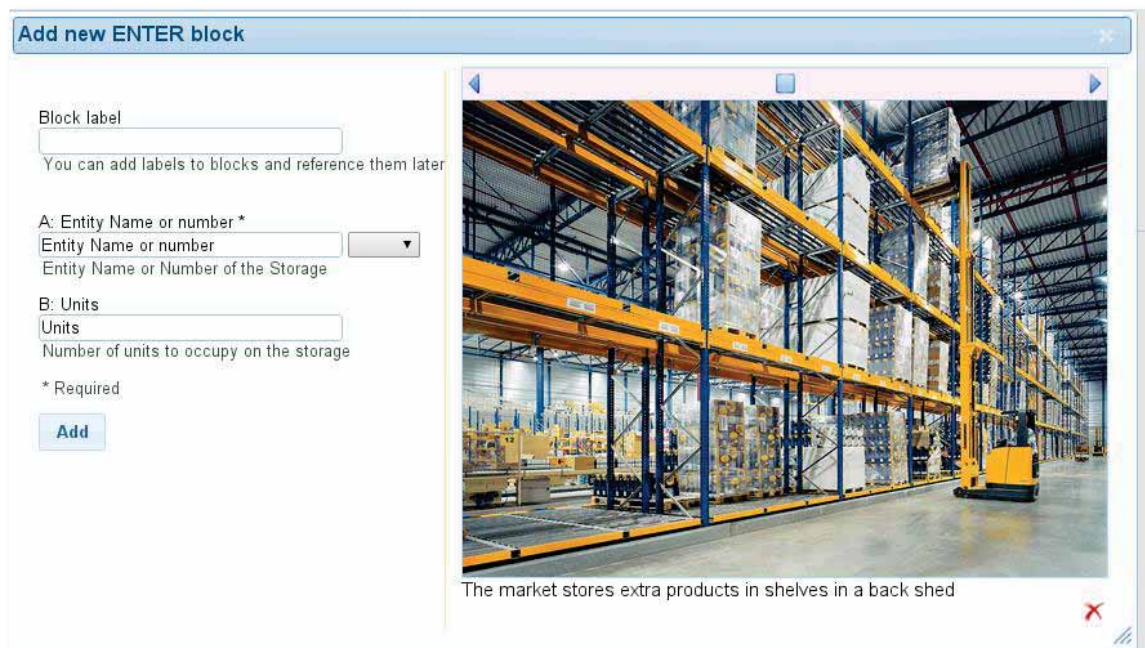 Add new ENTER block
Block label
You can add labels to blocks and reference them later
A: Entity Name or number *
Entity Name or number
Entity Name or Number of the Storage
B: Units
Units
Number of units to occupy on the storage
* Required
Add
12
The market stores extra products in shelves in a back shed